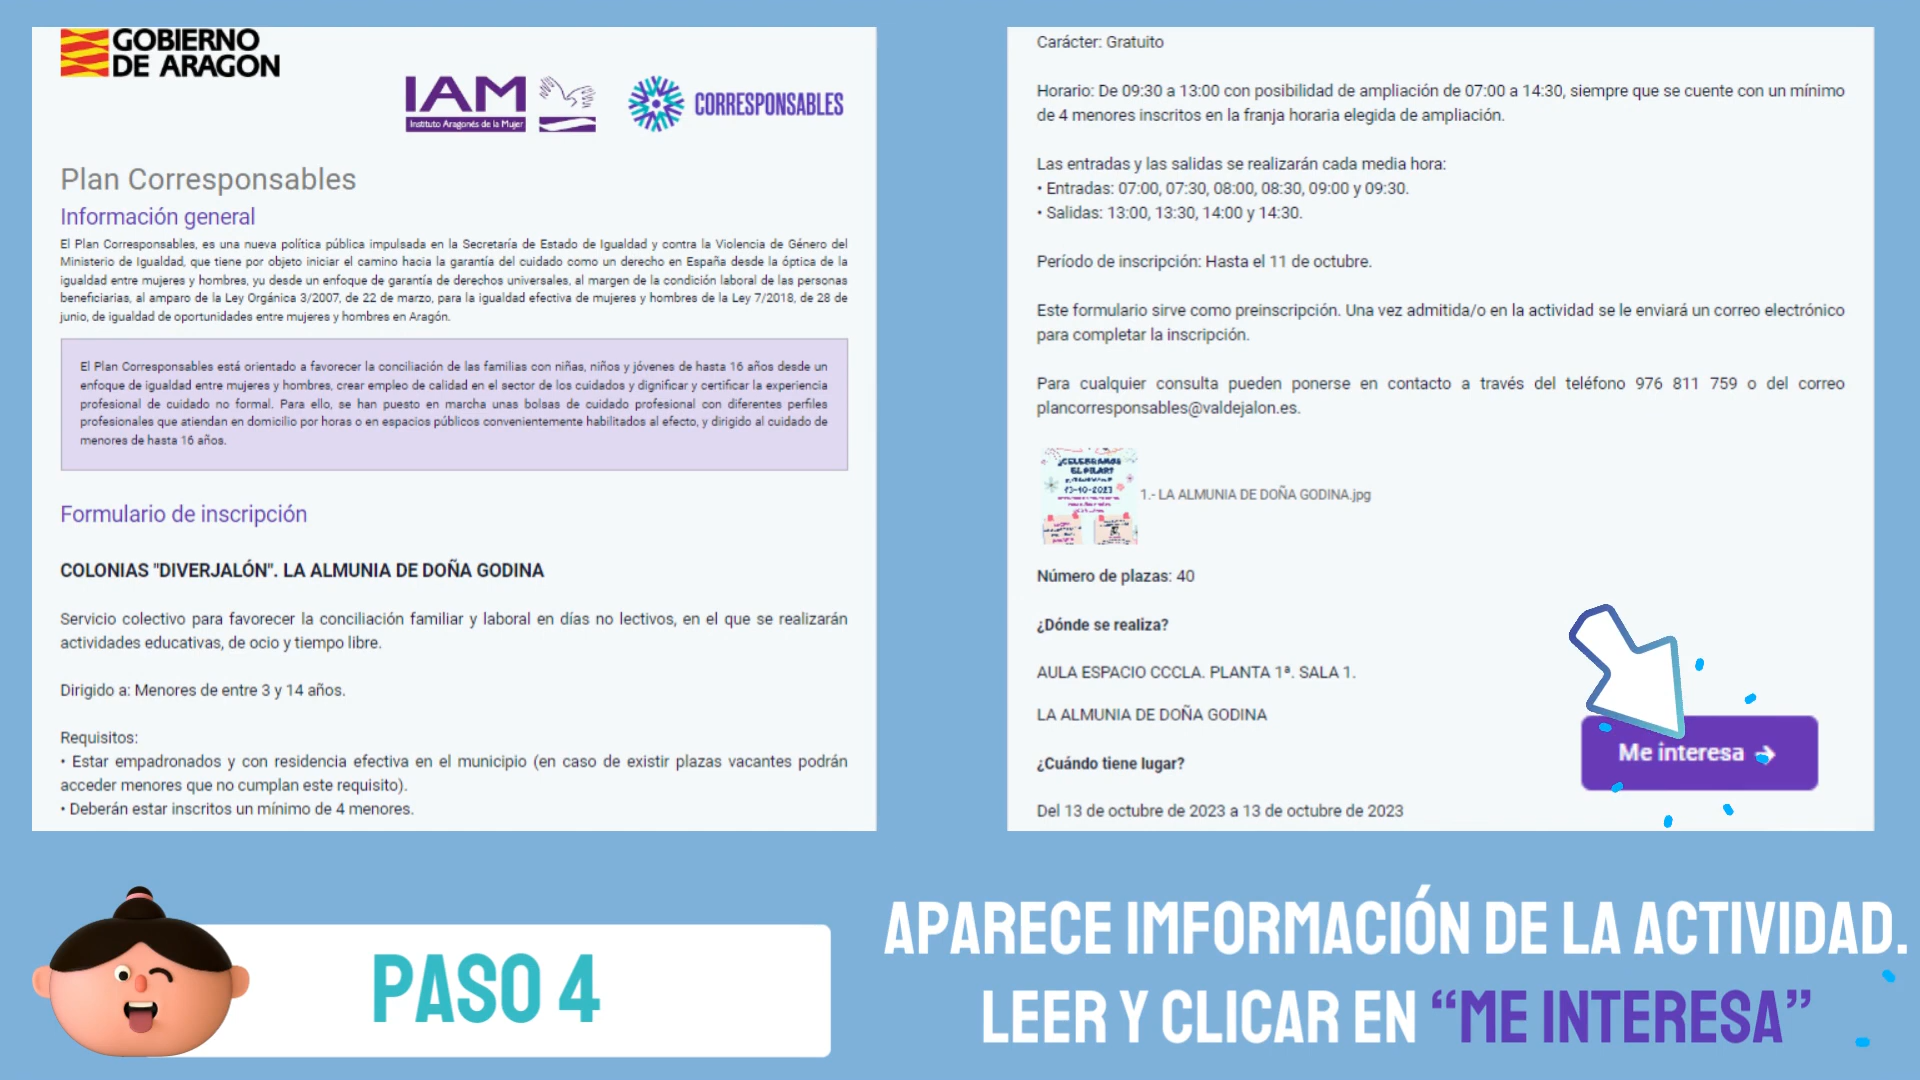 GOBIERNO
DE ARAGON
IAM
Instituto Aragonés de la Mujer
CORRESPONSABLES
Plan Corresponsables
Información general
El Plan Corresponsables, es una nueva política pública impulsada en la Secretaría de Estado de Igualdad y contra la Violencia de Género del
Ministerio de Igualdad, que tiene por objeto iniciar el camino hacia la garantía del cuidado como un derecho en España desde la óptica de la
igualdad entre mujeres y hombres, yu desde un enfoque de garantía de derechos universales, al margen de la condición laboral de las personas
beneficiarias, al amparo de la Ley Orgánica 3/2007, de 22 de marzo, para la igualdad efectiva de mujeres y hombres de la Ley 7/2018, de 28 de
junio, de igualdad de oportunidades entre mujeres y hombres en Aragón.
El Plan Corresponsables está orientado a favorecer la conciliación de las familias con niñas, niños y jóvenes de hasta 16 años desde un
enfoque de igualdad entre mujeres y hombres, crear empleo de calidad en el sector de los cuidados y dignificar y certificar la experiencia
profesional de cuidado no formal. Para ello, se han puesto en marcha unas bolsas de cuidado profesional con diferentes perfiles
profesionales que atiendan en domicilio por horas o en espacios públicos convenientemente habilitados al efecto, y dirigido al cuidado de
menores de hasta 16 años.
Formulario de inscripción
COLONIAS "DIVERJALÓN". LA ALMUNIA DE DOÑA GODINA
Servicio colectivo para favorecer la conciliación familiar y laboral en días no lectivos, en el que se realizarán
actividades educativas, de ocio y tiempo libre.
Dirigido a: Menores de entre 3 y 14 años.
Requisitos:
• Estar empadronados y con residencia efectiva en el municipio (en caso de existir plazas vacantes podrán
acceder menores que no cumplan este requisito).
• Deberán estar inscritos un mínimo de 4 menores.
Carácter: Gratuito
Horario: De 09:30 a 13:00 con posibilidad de ampliación de 07:00 a 14:30, siempre que se cuente con un mínimo
de 4 menores inscritos en la franja horaria elegida de ampliación.
Las entradas y las salidas se realizarán cada media hora:
• Entradas: 07:00, 07:30, 08:00, 08:30, 09:00 y 09:30.
• Salidas: 13:00, 13:30, 14:00 y 14:30.
Período de inscripción: Hasta el 11 de octubre.
Este formulario sirve como preinscripción. Una vez admitida/o en la actividad se le enviará un correo electrónico
para completar la inscripción.
Para cualquier consulta pueden ponerse en contacto a través del teléfono 976 811 759 o del correo
plancorresponsables@valdejalon.es.
¡CELEBRAMOS
EL PILAR!
13-10-2023
1.- LA ALMUNIA DE DOÑA GODINA.jpg
Número de plazas: 40
¿Dónde se realiza?
AULA ESPACIO CCCLA. PLANTA 1ª. SALA 1.
LA ALMUNIA DE DOÑA GODINA
¿Cuándo tiene lugar?
Del 13 de octubre de 2023 a 13 de octubre de 2023
Me interesa →
PASO 4
APARECE IMFORMACIÓN DE LA ACTIVIDAD.
LEER Y CLICAR EN “ME INTERESA”